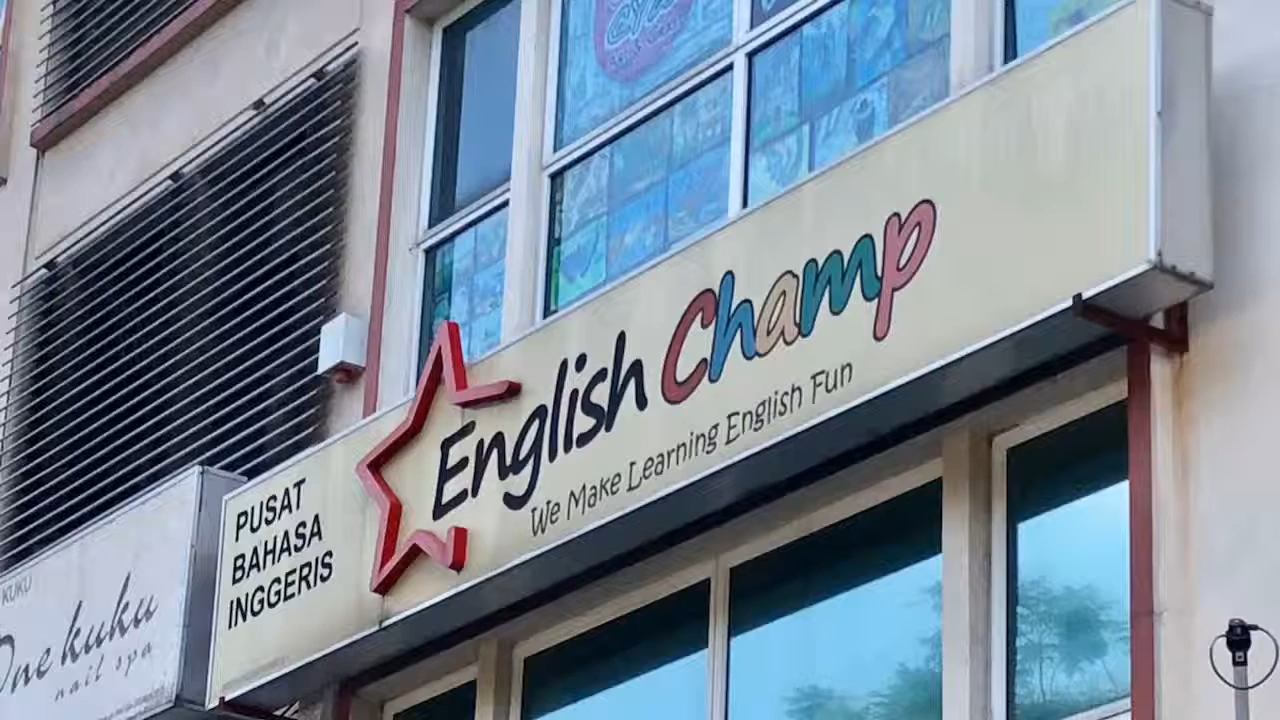 PUSAT
BAHASA
INGGERIS
English Champ
We Make Learning English Fun
KUKU
One kuku
nail spa